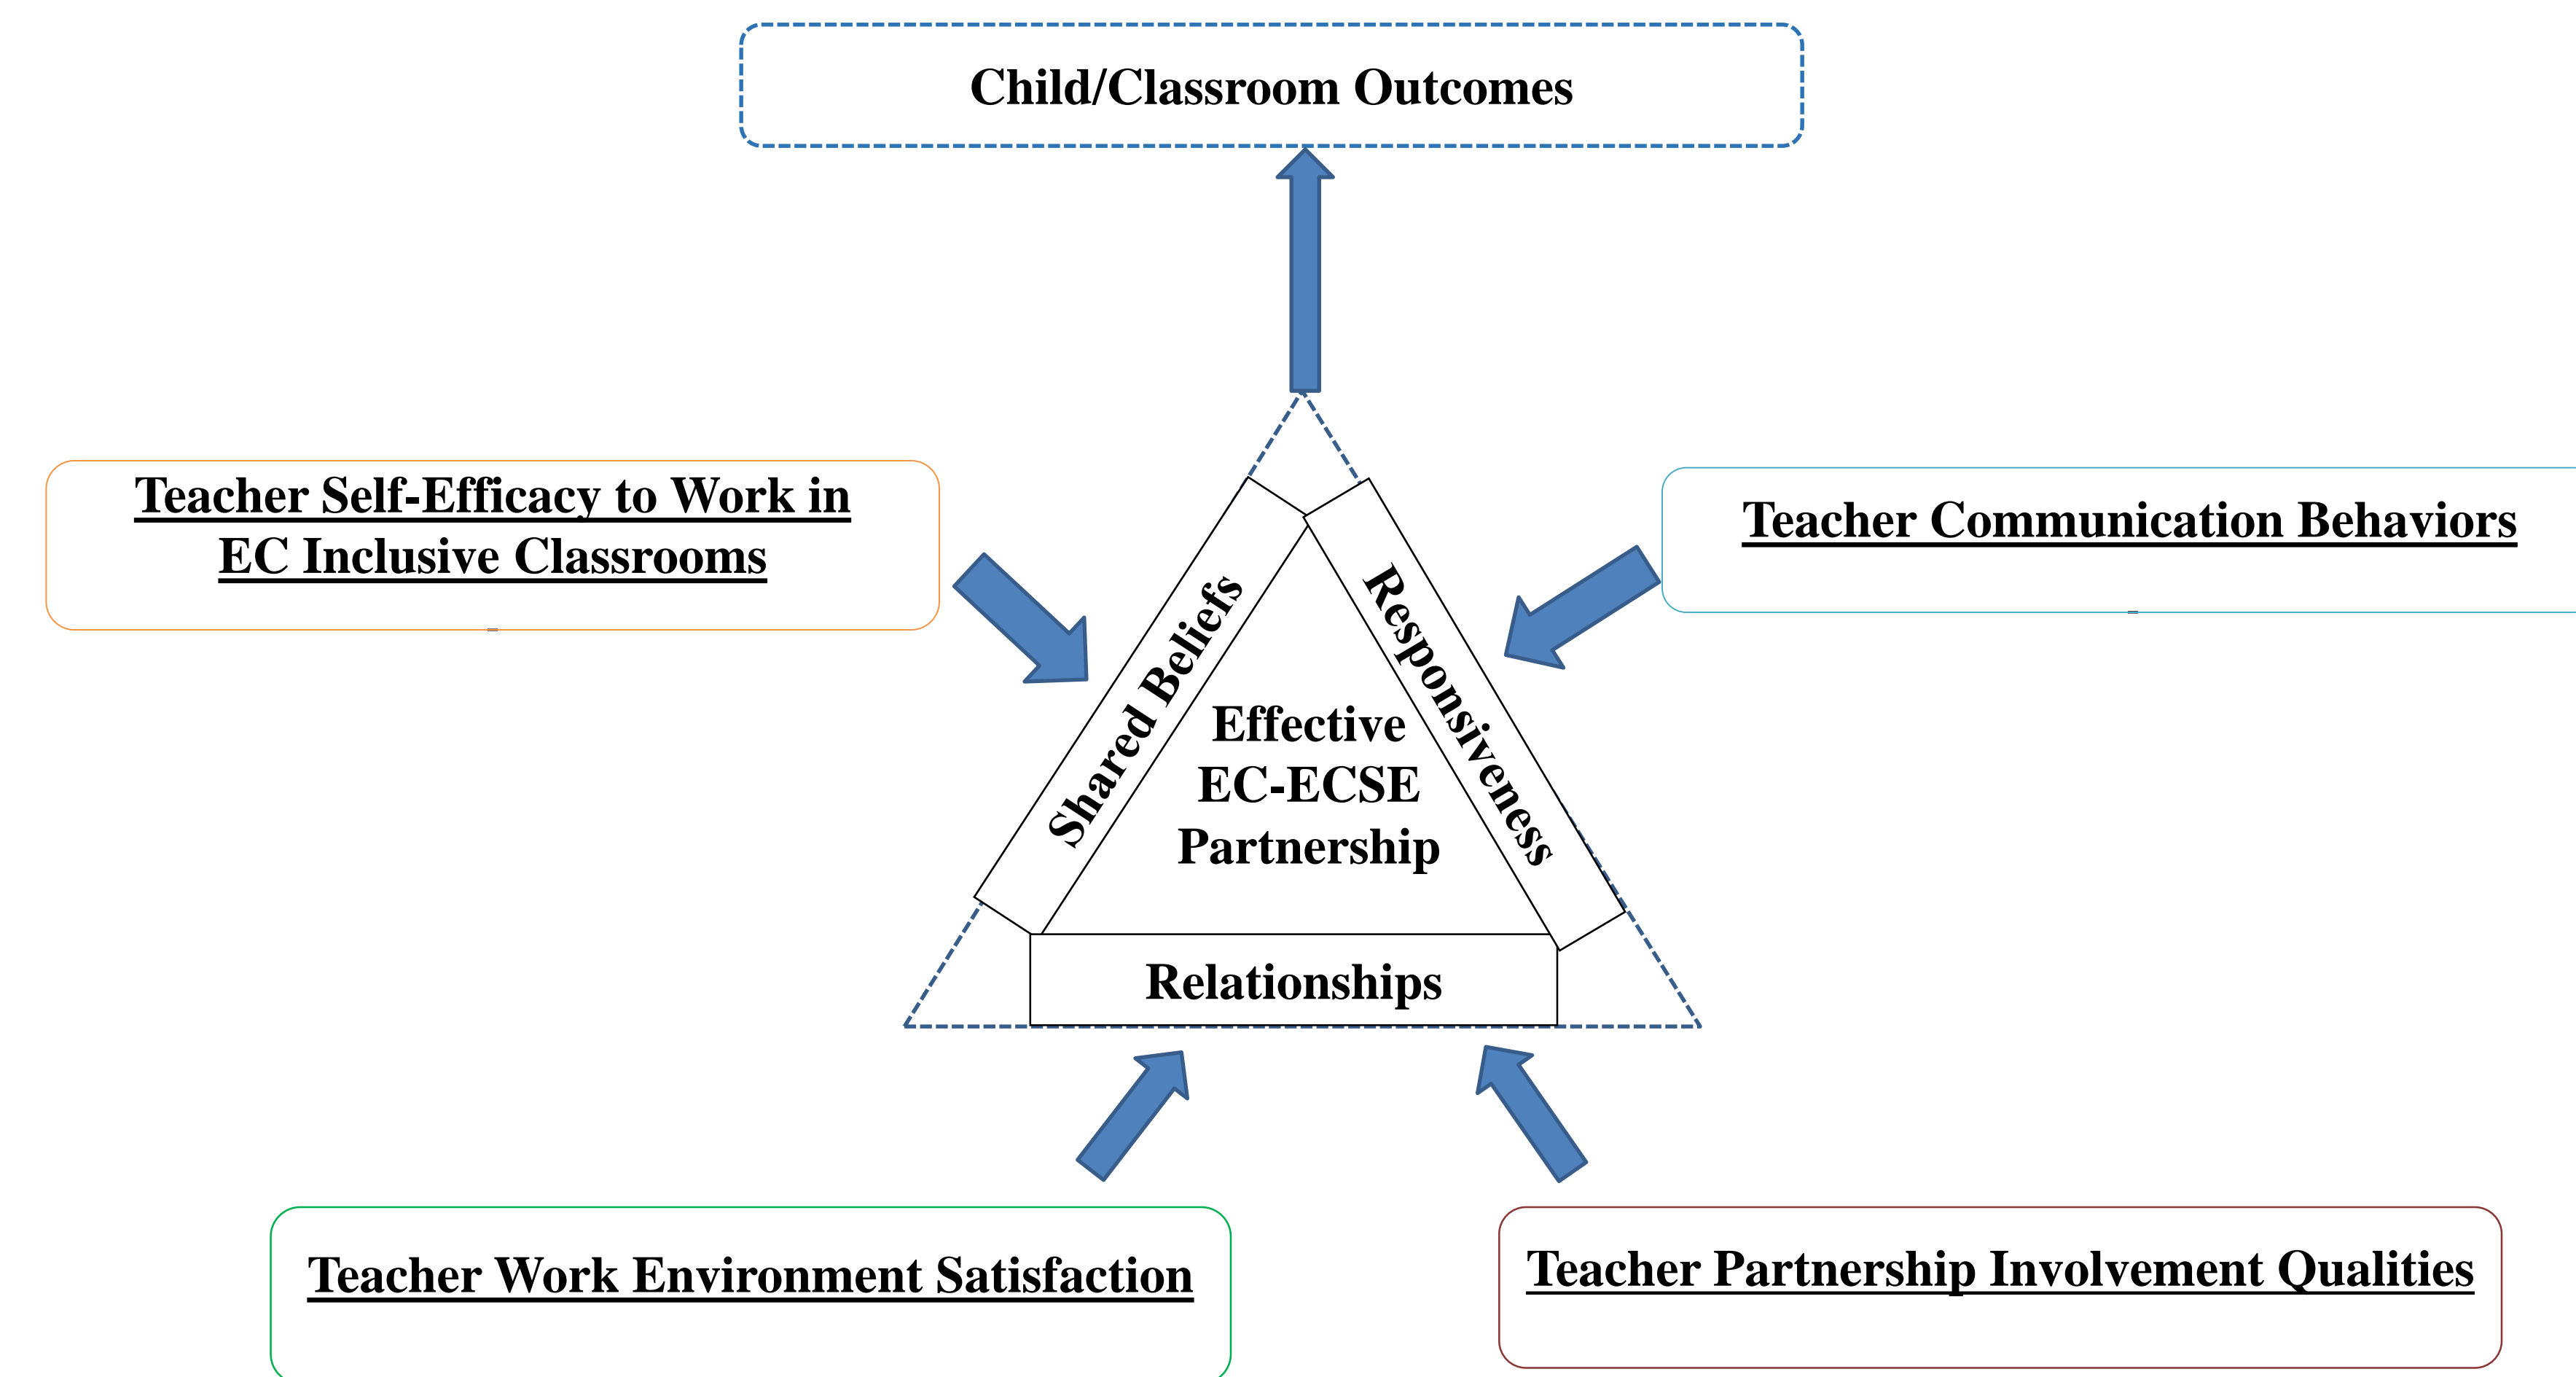 Child/Classroom Outcomes
Teacher Self-Efficacy to Work in
EC Inclusive Classrooms
Teacher Communication Behaviors
Shared Beliefs
Responsiveness
Effective
EC-ECSE
Partnership
Relationships
Teacher Work Environment Satisfaction
Teacher Partnership Involvement Qualities